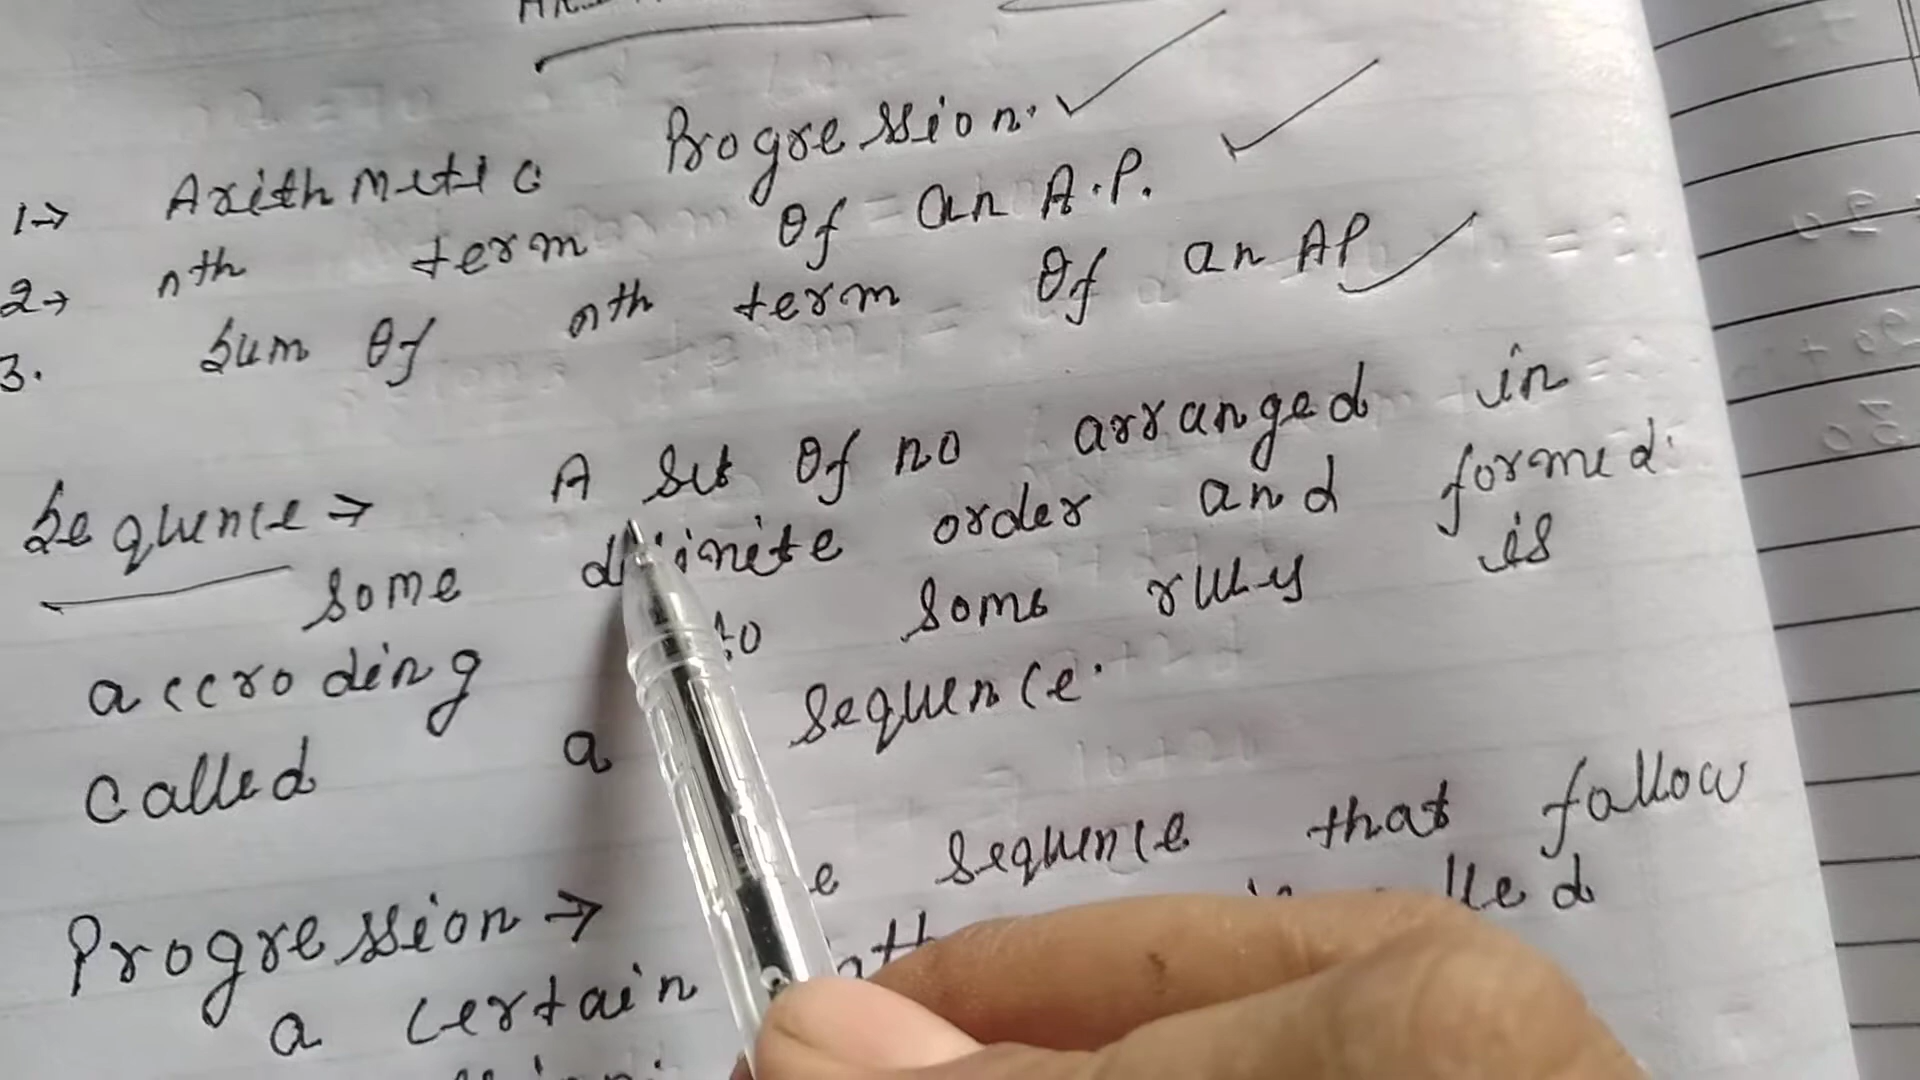 1→ Arithmetic Progression.
2→ nth term of an A.P.
3. Sum of nth term of an AP
Sequence → A set of no arranged in
some definite order and formed
accroding to some rules is
called a sequence.
Progression → sequence that follow
a certain